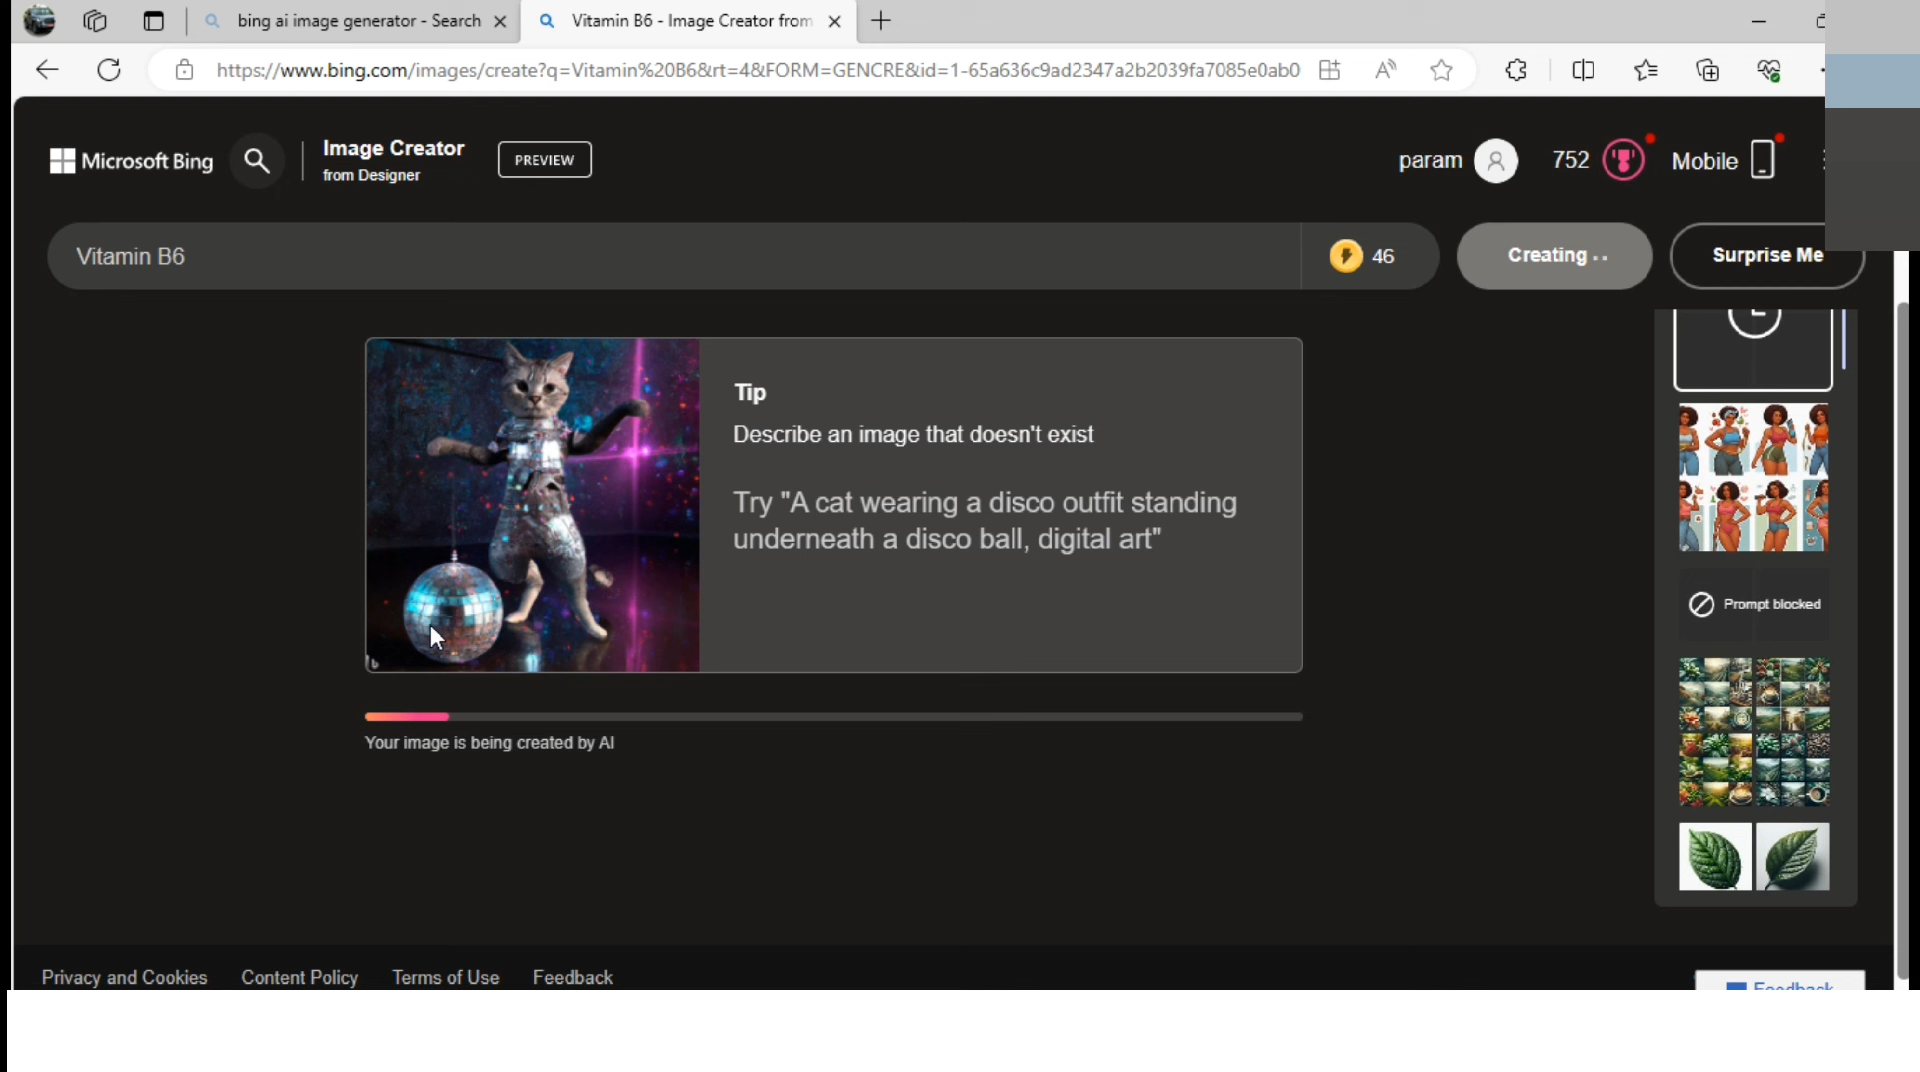 bing ai image generator - Search
Vitamin B6 - Image Creator from
https://www.bing.com/images/create?q=Vitamin%20B6&rt=4&FORM=GENCRE&id=1-65a636c9ad2347a2b2039fa7085e0ab0
Microsoft Bing
Image Creator
from Designer
PREVIEW
param
752
Mobile
Vitamin B6
46
Creating ..
Surprise Me
Tip
Describe an image that doesn't exist
Try "A cat wearing a disco outfit standing
underneath a disco ball, digital art"
Prompt blocked
Your image is being created by AI
Privacy and Cookies
Content Policy
Terms of Use
Feedback
Feedback